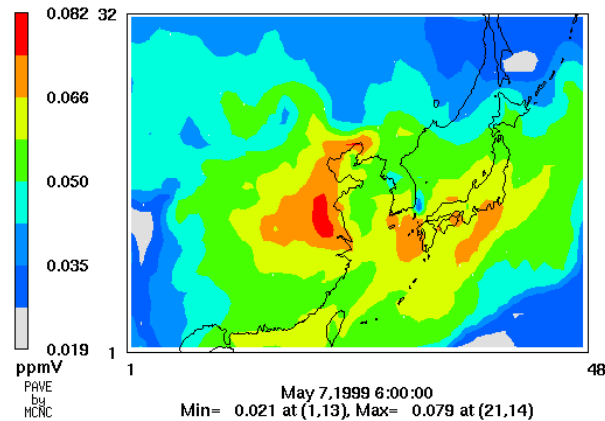 0.082
0.066
0.050
0.035
0.019
ppmV
PAVE
by
MCNC
32
1
1
48
May 7,1999 6:00:00
Min= 0.021 at (1,13), Max= 0.079 at (21,14)